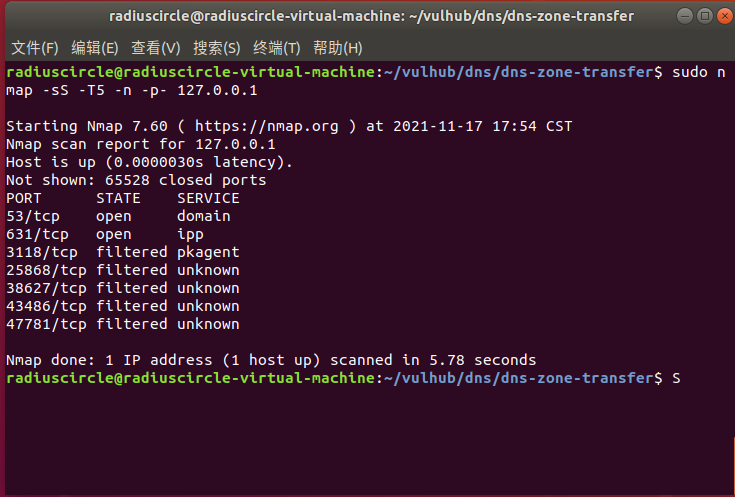 radiuscircle@radiuscircle-virtual-machine: ~/vulhub/dns/dns-zone-transfer
文件(F) 编辑(E) 查看(V) 搜索(S) 终端(T) 帮助(H)
radiuscircle@radiuscircle-virtual-machine:~/vulhub/dns/dns-zone-transfer$ sudo n
map -sS -T5 -n -p- 127.0.0.1
Starting Nmap 7.60 ( https://nmap.org ) at 2021-11-17 17:54 CST
Nmap scan report for 127.0.0.1
Host is up (0.0000030s latency).
Not shown: 65528 closed ports
PORT STATE SERVICE
53/tcp open domain
631/tcp open ipp
3118/tcp filtered pkagent
25868/tcp filtered unknown
38627/tcp filtered unknown
43486/tcp filtered unknown
47781/tcp filtered unknown
Nmap done: 1 IP address (1 host up) scanned in 5.78 seconds
radiuscircle@radiuscircle-virtual-machine:~/vulhub/dns/dns-zone-transfer$ S